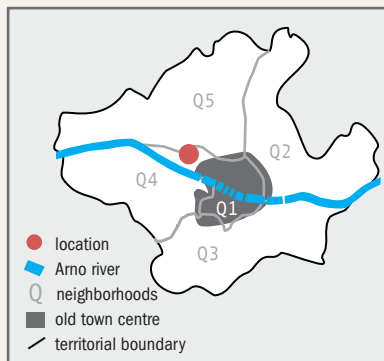 Q5
Q2
Q4
Q1
Q3
location
Arno river
Q neighborhoods
old town centre
territorial boundary